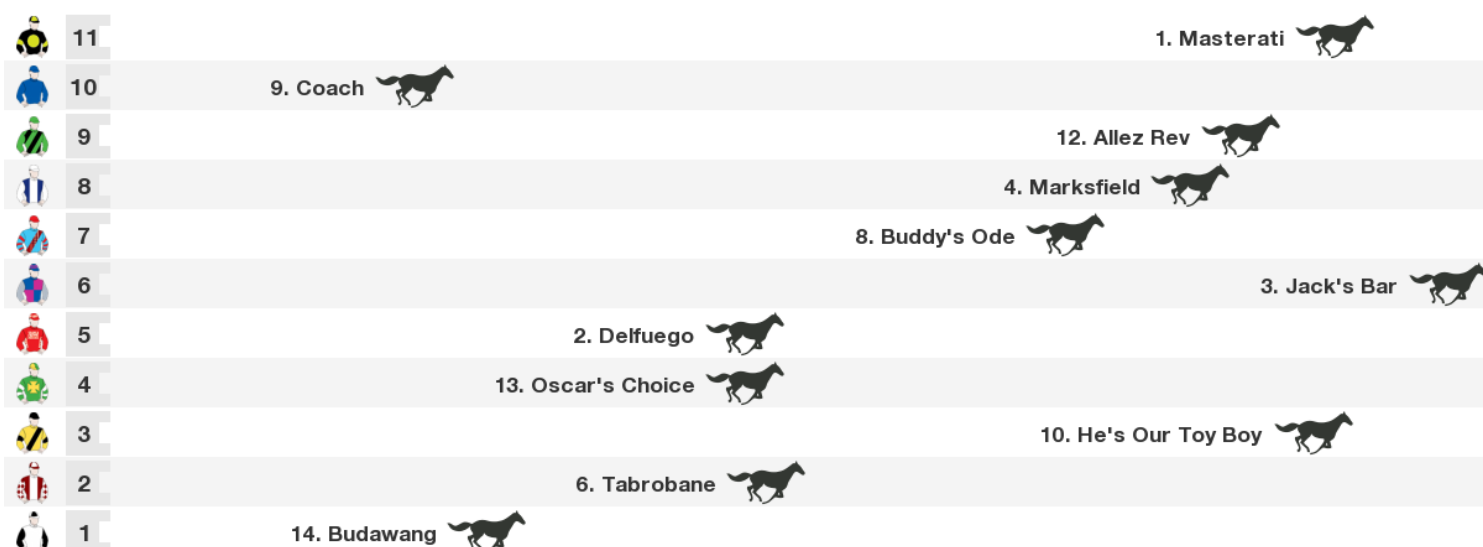 11 1. Masterati
10 9. Coach
9 12. Allez Rev
8 4. Marksfield
7 8. Buddy's Ode
6 3. Jack's Bar
5 2. Delfuego
4 13. Oscar's Choice
3 10. He's Our Toy Boy
2 6. Tabrobane
1 14. Budawang